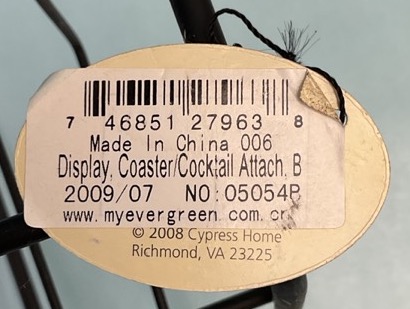 7 46851 27963 8
Made In China 006
Display, Coaster/Cocktail Attach, B
2009/07 NO:05054B
www.myevergreen.com.cn
© 2008 Cypress Home
Richmond, VA 23225